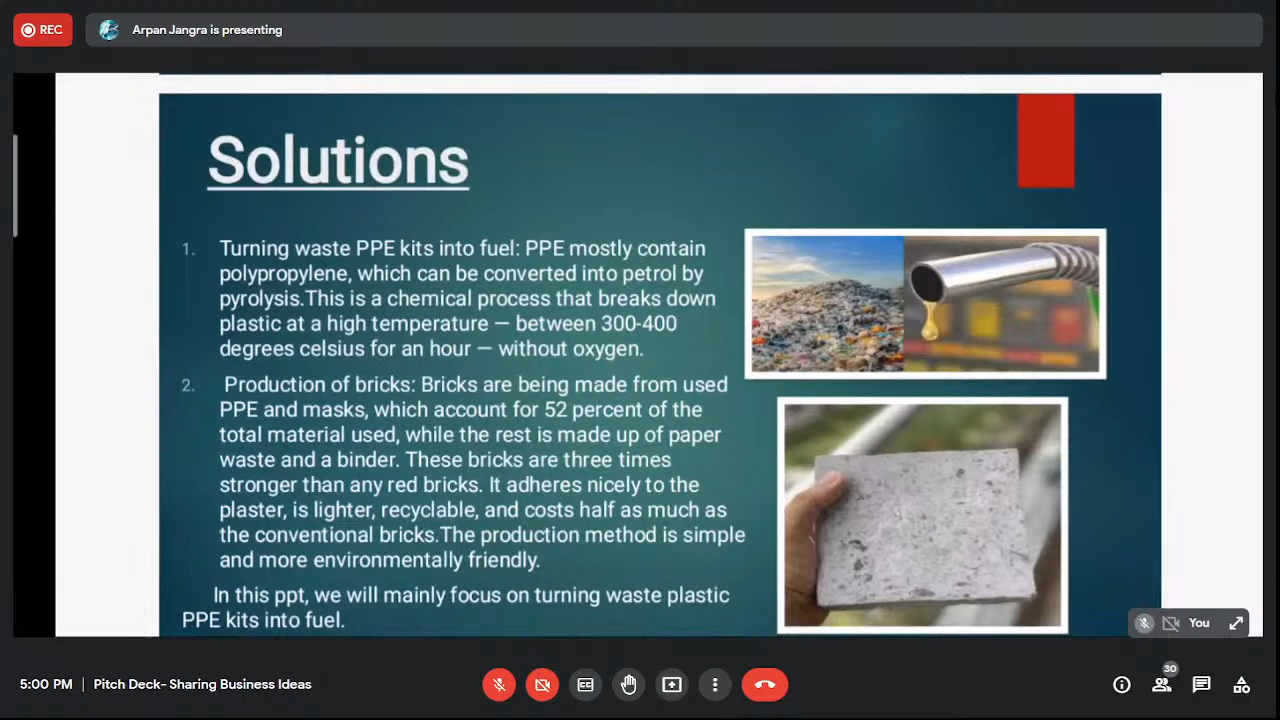 REC
Arpan Jangra is presenting
Solutions
1. Turning waste PPE kits into fuel: PPE mostly contain
polypropylene, which can be converted into petrol by
pyrolysis.This is a chemical process that breaks down
plastic at a high temperature — between 300-400
degrees celsius for an hour — without oxygen.
2. Production of bricks: Bricks are being made from used
PPE and masks, which account for 52 percent of the
total material used, while the rest is made up of paper
waste and a binder. These bricks are three times
stronger than any red bricks. It adheres nicely to the
plaster, is lighter, recyclable, and costs half as much as
the conventional bricks.The production method is simple
and more environmentally friendly.
In this ppt, we will mainly focus on turning waste plastic
PPE kits into fuel.
You
5:00 PM | Pitch Deck- Sharing Business Ideas
CC
30